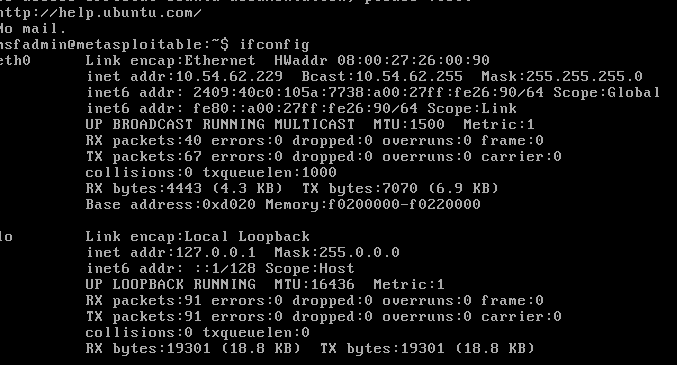 http://help.ubuntu.com/
No mail.
msfadmin@metasploitable:~$ ifconfig
eth0 Link encap:Ethernet HWaddr 08:00:27:26:00:90
inet addr:10.54.62.229 Bcast:10.54.62.255 Mask:255.255.255.0
inet6 addr: 2409:40c0:105a:7738:a00:27ff:fe26:90/64 Scope:Global
inet6 addr: fe80::a00:27ff:fe26:90/64 Scope:Link
UP BROADCAST RUNNING MULTICAST MTU:1500 Metric:1
RX packets:40 errors:0 dropped:0 overruns:0 frame:0
TX packets:67 errors:0 dropped:0 overruns:0 carrier:0
collisions:0 txqueuelen:1000
RX bytes:4443 (4.3 KB) TX bytes:7070 (6.9 KB)
Base address:0xd020 Memory:f0200000-f0220000
lo Link encap:Local Loopback
inet addr:127.0.0.1 Mask:255.0.0.0
inet6 addr: ::1/128 Scope:Host
UP LOOPBACK RUNNING MTU:16436 Metric:1
RX packets:91 errors:0 dropped:0 overruns:0 frame:0
TX packets:91 errors:0 dropped:0 overruns:0 carrier:0
collisions:0 txqueuelen:0
RX bytes:19301 (18.8 KB) TX bytes:19301 (18.8 KB)